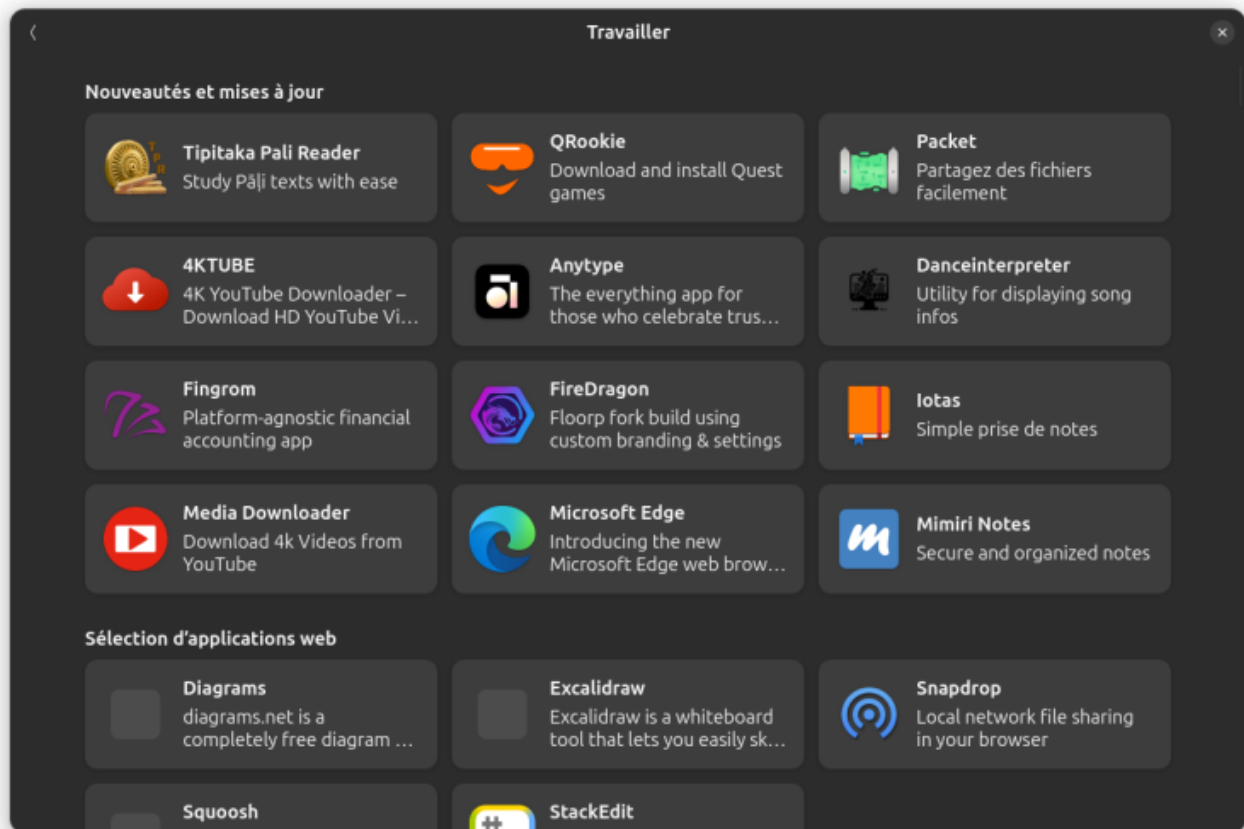 Travailler
Nouveautés et mises à jour
Tipitaka Pali Reader
Study Pāḷi texts with ease
QRookie
Download and install Quest
games
Packet
Partagez des fichiers
facilement
4KTUBE
4K YouTube Downloader –
Download HD YouTube Vi…
Anytype
The everything app for
those who celebrate trus…
Danceinterpreter
Utility for displaying song
infos
Fingrom
Platform-agnostic financial
accounting app
FireDragon
Floorp fork build using
custom branding & settings
Iotas
Simple prise de notes
Media Downloader
Download 4k Videos from
YouTube
Microsoft Edge
Introducing the new
Microsoft Edge web brow…
Mimiri Notes
Secure and organized notes
Sélection d’applications web
Diagrams
diagrams.net is a
completely free diagram …
Excalidraw
Excalidraw is a whiteboard
tool that lets you easily sk…
Snapdrop
Local network file sharing
in your browser
Squoosh
StackEdit